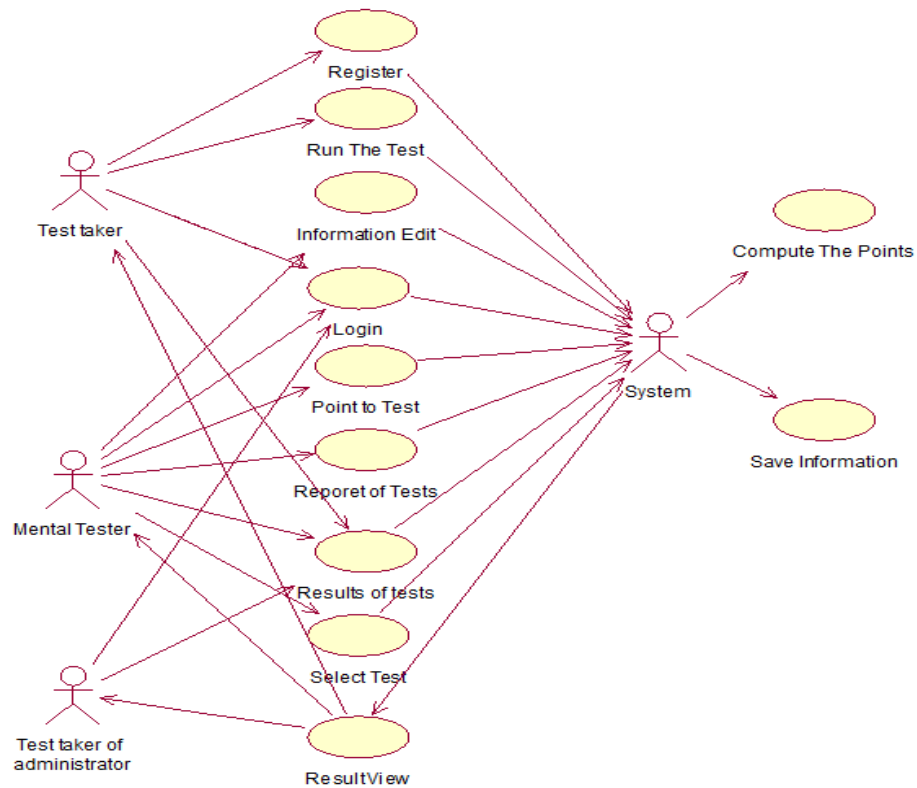 Register
Run The Test
Test taker
Information Edit
Compute The Points
Login
System
Point to Test
Save Information
Reporet of Tests
Mental Tester
Results of tests
Select Test
Test taker of
administrator
ResultView